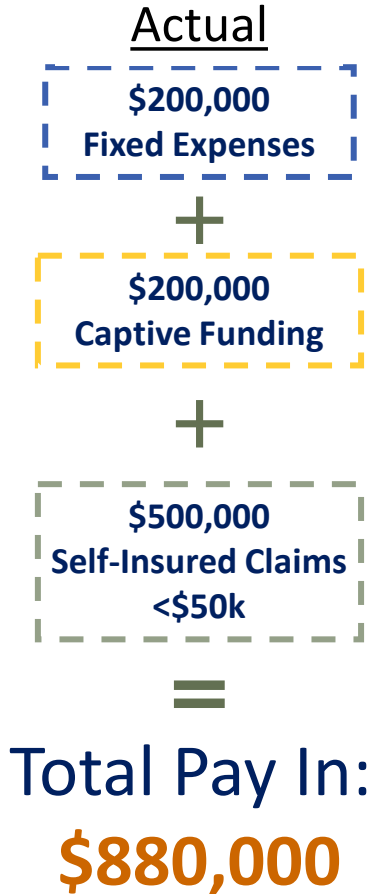 Actual
$200,000
Fixed Expenses
+
$200,000
Captive Funding
+
$500,000
Self-Insured Claims
<$50k
=
Total Pay In:
$880,000